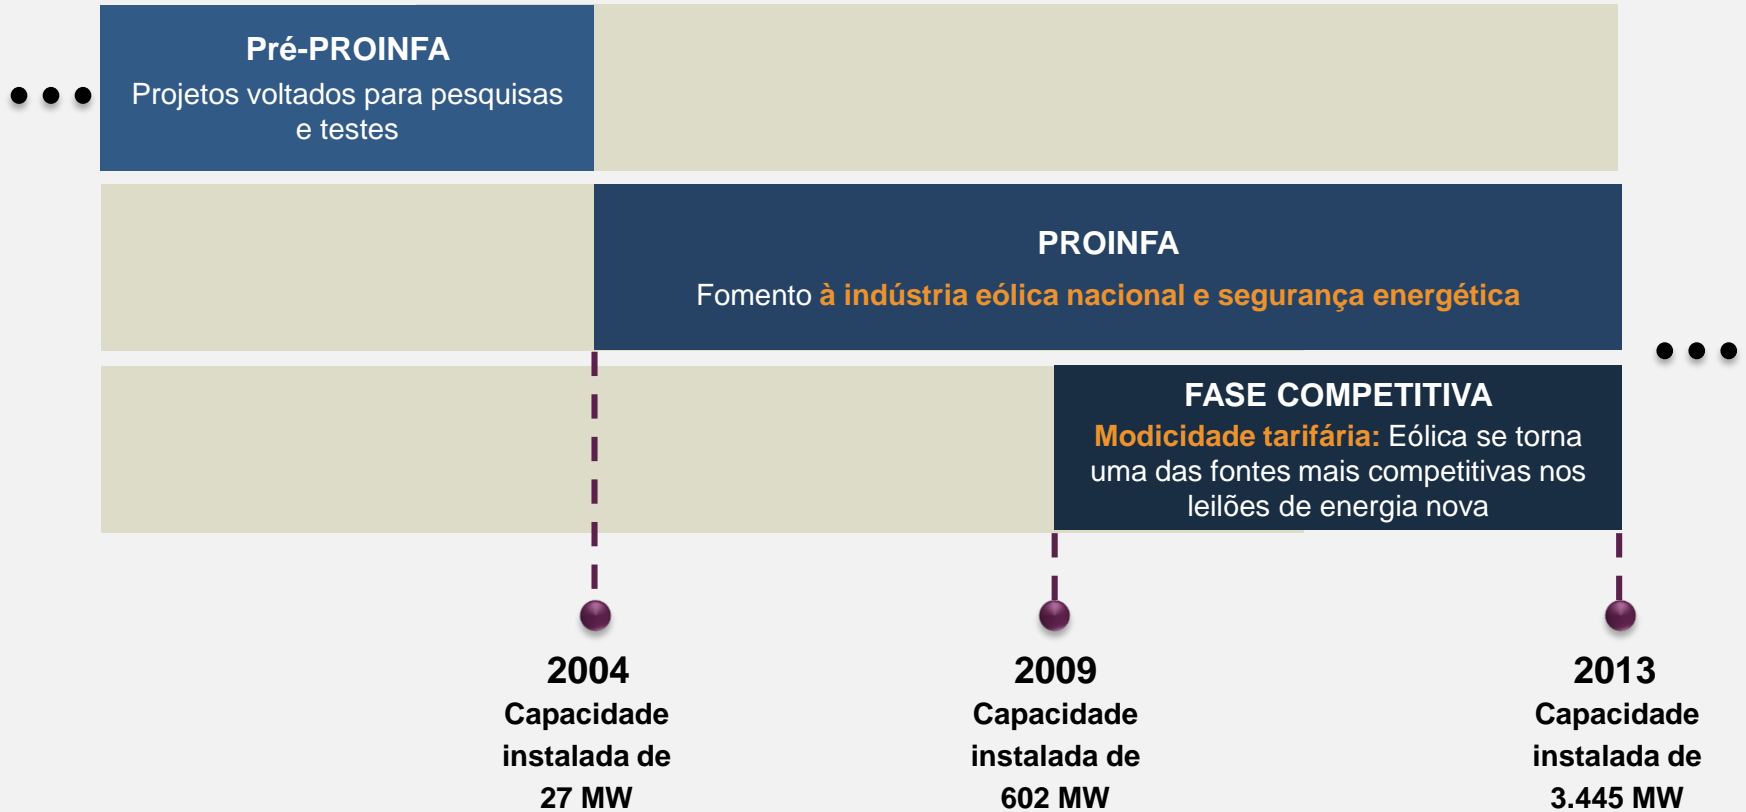 Pré-PROINFA
Projetos voltados para pesquisas
e testes
PROINFA
Fomento à indústria eólica nacional e segurança energética
FASE COMPETITIVA
Modicidade tarifária: Eólica se torna
uma das fontes mais competitivas nos
leilões de energia nova
2004
Capacidade
instalada de
27 MW
2009
Capacidade
instalada de
602 MW
2013
Capacidade
instalada de
3.445 MW